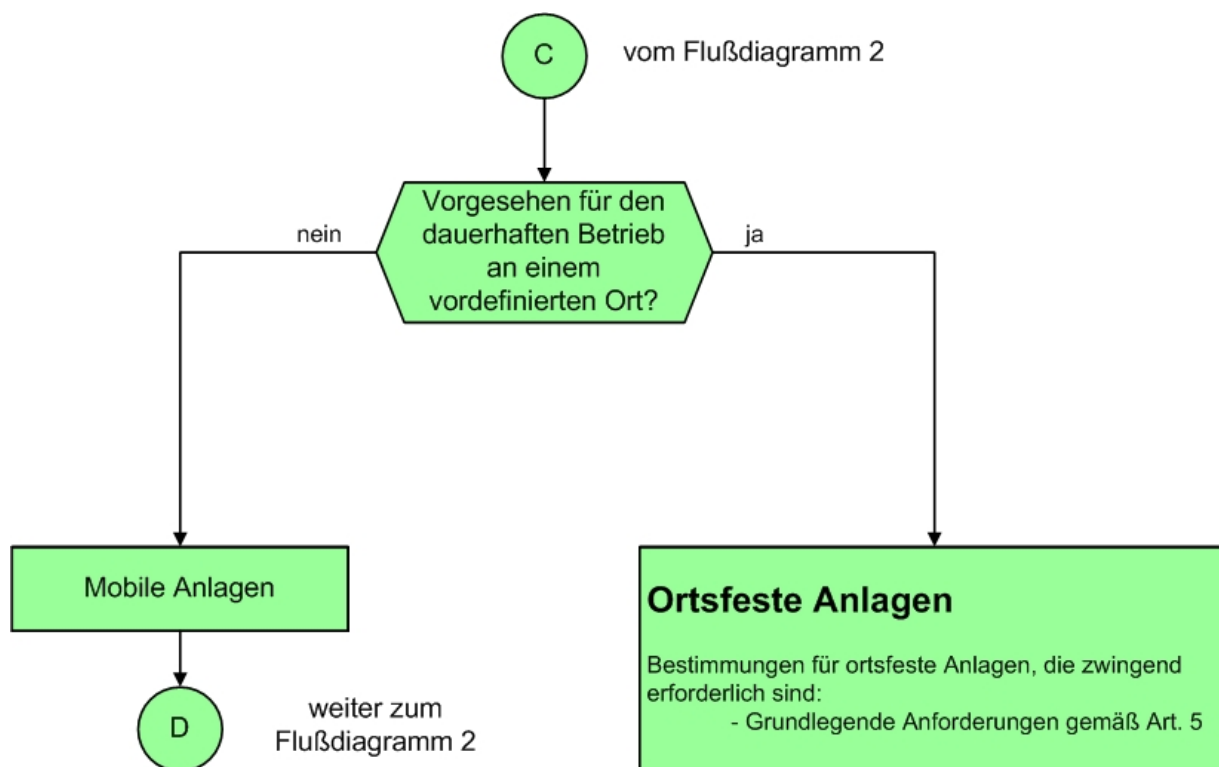 C
vom Flußdiagramm 2
Vorgesehen für den
dauerhaften Betrieb
an einem
vordefinierten Ort?
nein
ja
Mobile Anlagen
D
weiter zum
Flußdiagramm 2
Ortsfeste Anlagen
Bestimmungen für ortsfeste Anlagen, die zwingend
erforderlich sind:
- Grundlegende Anforderungen gemäß Art. 5